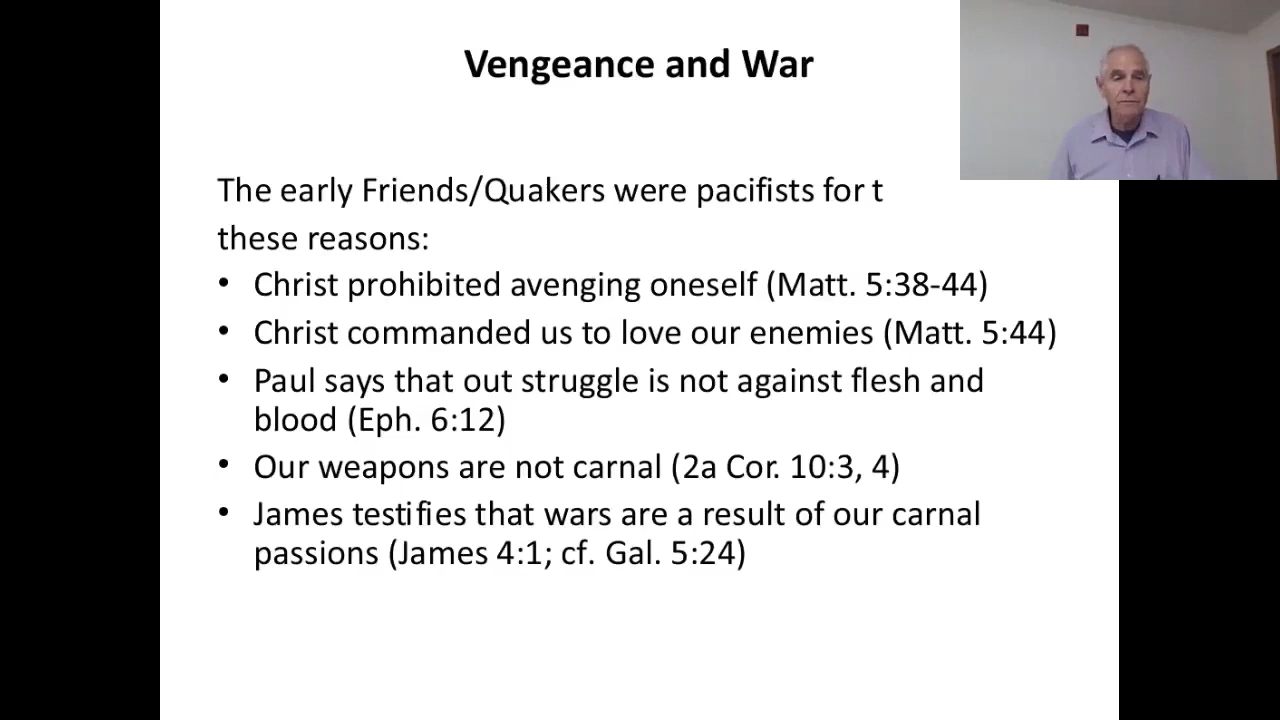 Vengeance and War
The early Friends/Quakers were pacifists for t
these reasons:
• Christ prohibited avenging oneself (Matt. 5:38-44)
• Christ commanded us to love our enemies (Matt. 5:44)
• Paul says that out struggle is not against flesh and
blood (Eph. 6:12)
• Our weapons are not carnal (2a Cor. 10:3, 4)
• James testifies that wars are a result of our carnal
passions (James 4:1; cf. Gal. 5:24)